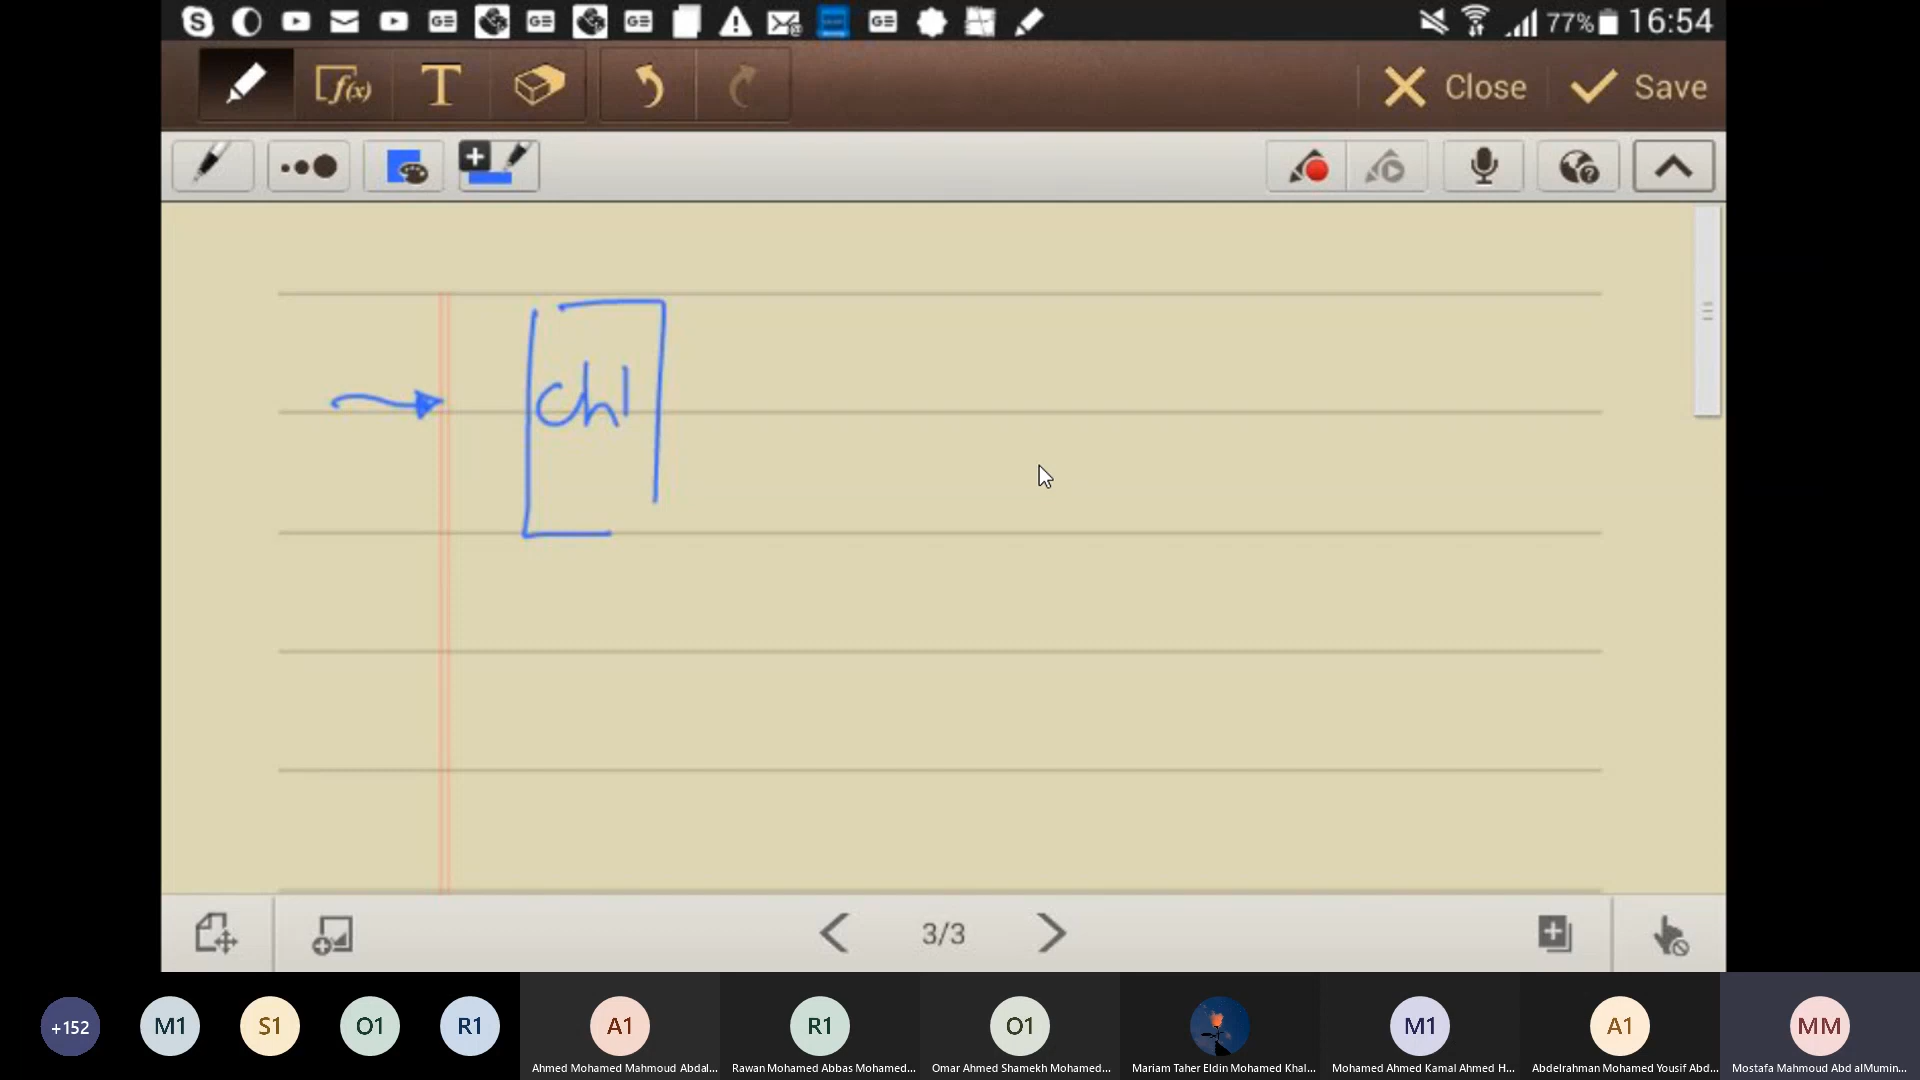 77% 16:54
f(x) T Close Save
ch1
3/3
+152 M1 S1 O1 R1 A1 R1 O1 M1 A1 MM
Ahmed Mohamed Mahmoud Abdal... Rawan Mohamed Abbas Mohamed... Omar Ahmed Shamekh Mohamed... Mariam Taher Eldin Mohamed Khal... Mohamed Ahmed Kamal Ahmed H... Abdelrahman Mohamed Yousif Abd... Mostafa Mahmoud Abd alMumin...